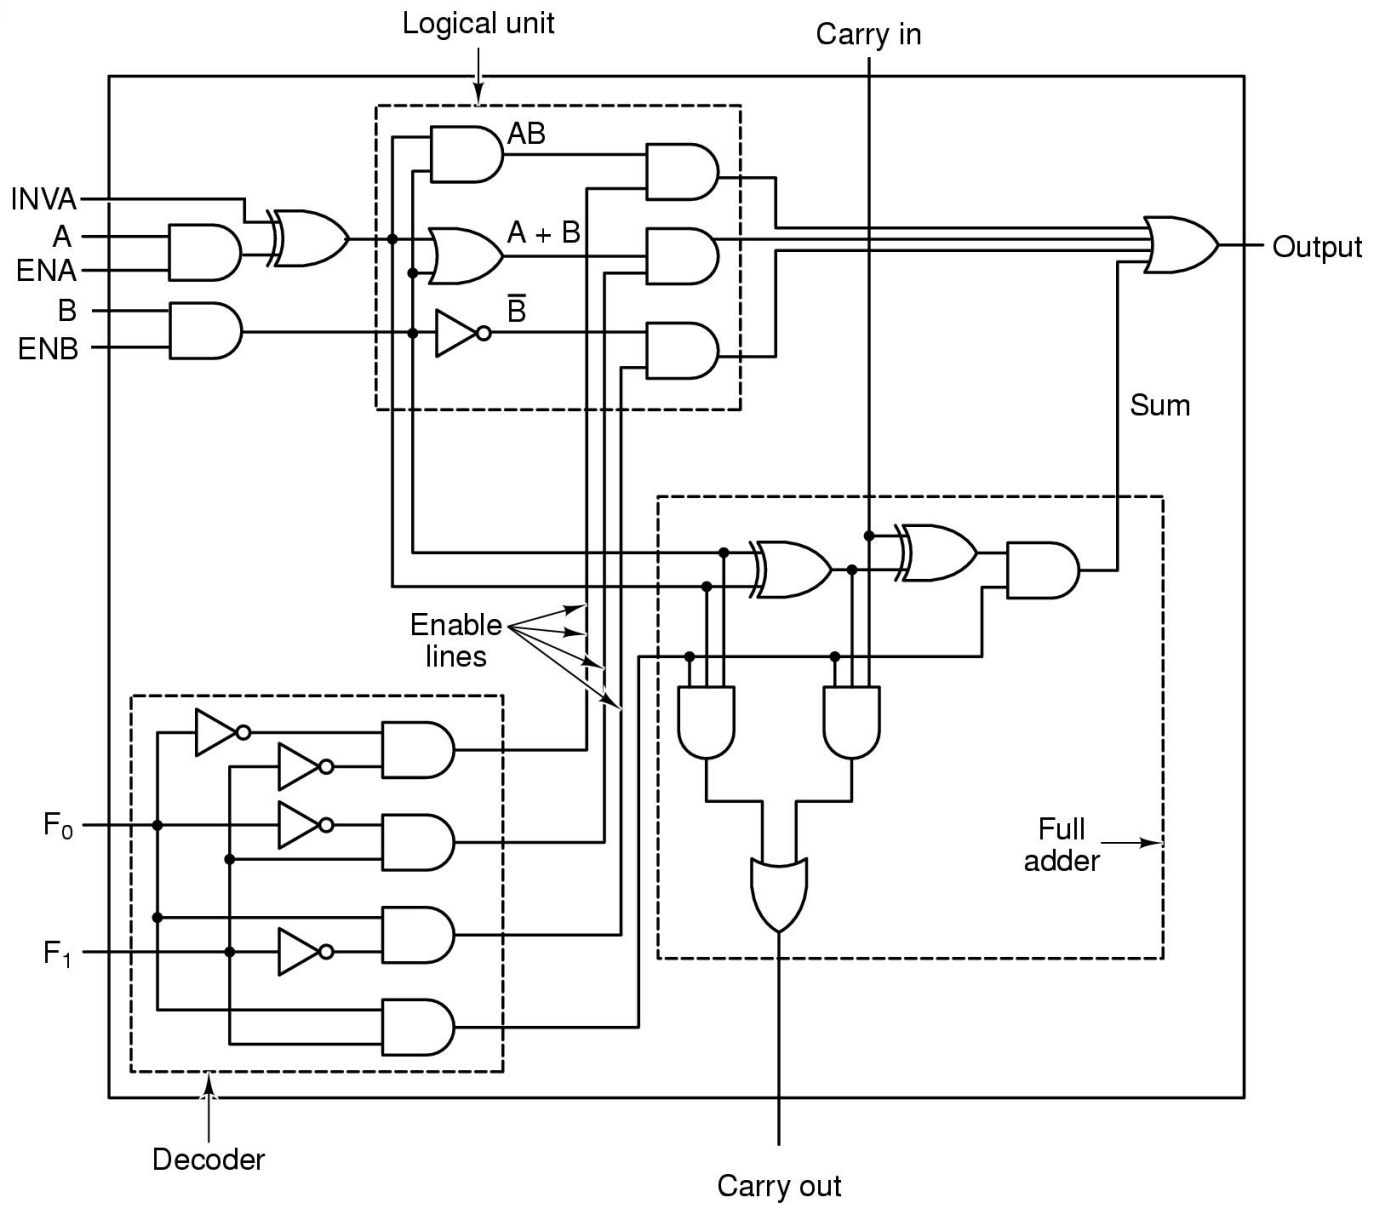 Logical unit
Carry in
INVA
A
ENA
B
ENB
AB
A + B
B̅
Output
Sum
Enable
lines
F₀
F₁
Full
adder
Decoder
Carry out